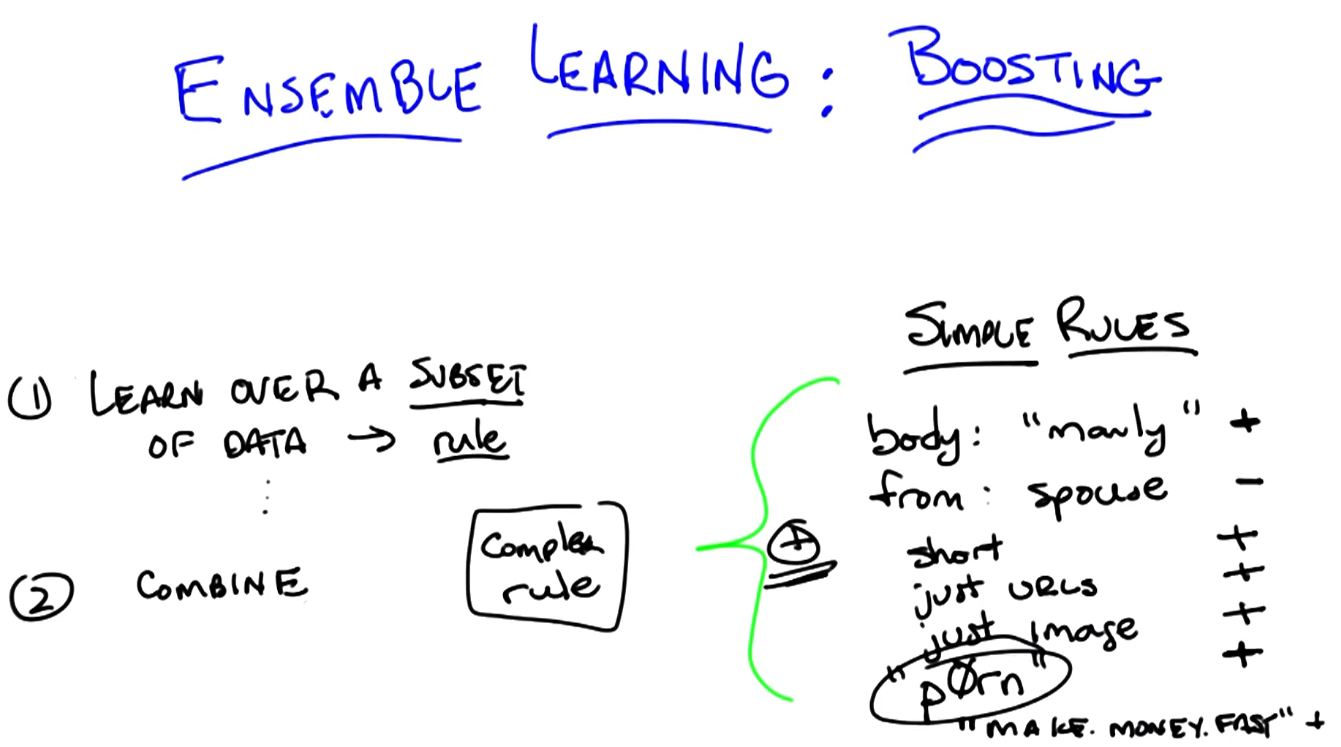 ENSEMBLE LEARNING: BOOSTING
SIMPLE RULES
① LEARN OVER A SUBSET
OF DATA → rule
⋮
② COMBINE
Complex
rule
+
body: "manly" +
from: spouse -
short +
just URLS +
just image +
"pØrn" +
"MAKE. MONEY. FAST" +